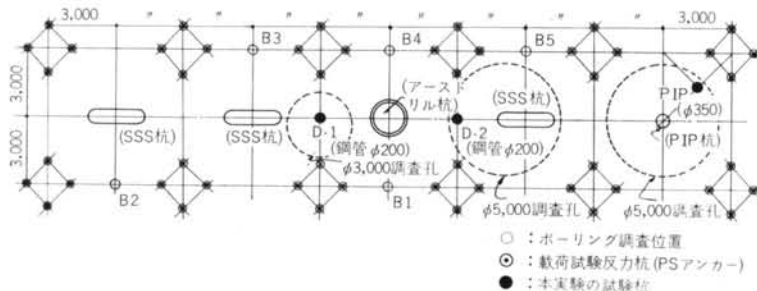 3,000 〃 〃 〃 〃 〃 〃 〃 〃 3,000
B3 B4 B5
3,000
3,000
(アースド
リル杭)
PIP
(φ350)
(SSS杭) (SSS杭) D-1 D-2 (SSS杭) (PIP杭)
(鋼管φ200) (鋼管φ200)
φ3,000調査孔
B2 B1 φ5,000調査孔 φ5,000調査孔
○ ：ボーリング調査位置
◉ ：載荷試験反力杭(PSアンカー)
● ：本実験の試験杭